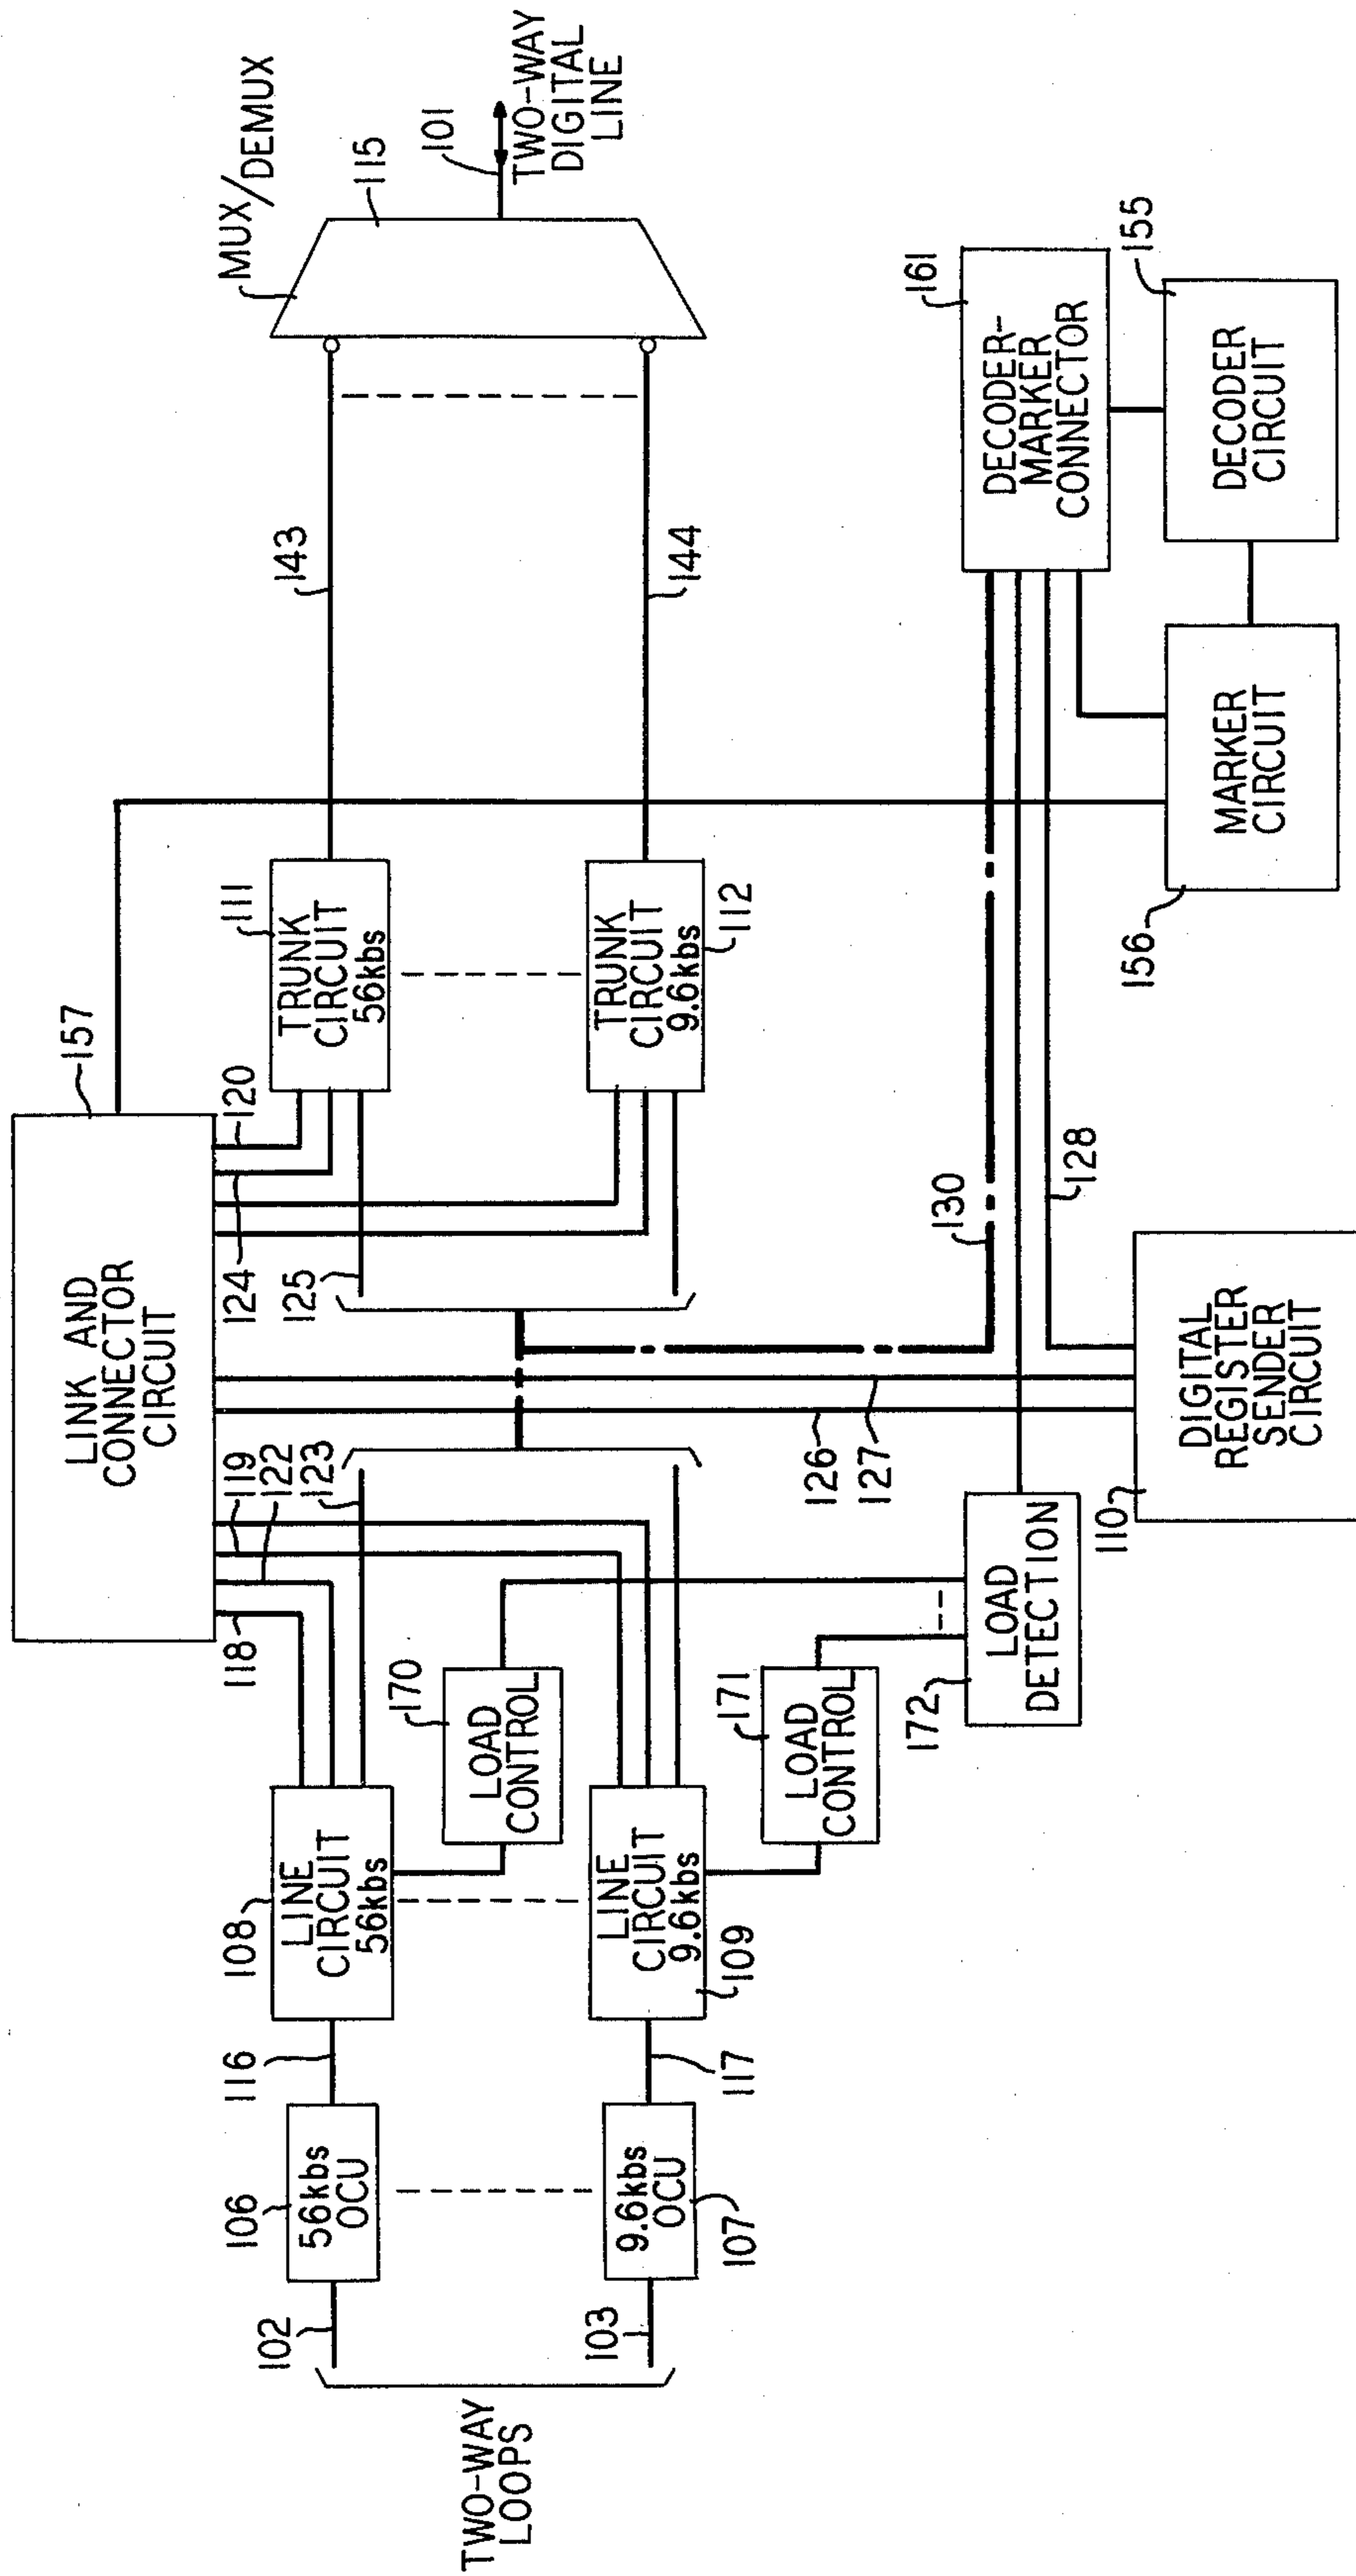 LINK AND
CONNECTOR
CIRCUIT
157
MUX/DEMUX
115
101
TWO-WAY
DIGITAL
LINE
118
122
119
123
124
120
125
TWO-WAY
LOOPS
102
103
106
56kbs
OCU
9.6kbs
OCU
107
116
117
108
LINE
CIRCUIT
56kbs
LINE
CIRCUIT
9.6kbs
109
170
LOAD
CONTROL
171
LOAD
CONTROL
111
TRUNK
CIRCUIT
56kbs
TRUNK
CIRCUIT
9.6kbs
112
143
144
126
127
130
128
172
LOAD
DETECTION
110
DIGITAL
REGISTER
SENDER
CIRCUIT
161
DECODER-
MARKER
CONNECTOR
156
MARKER
CIRCUIT
155
DECODER
CIRCUIT